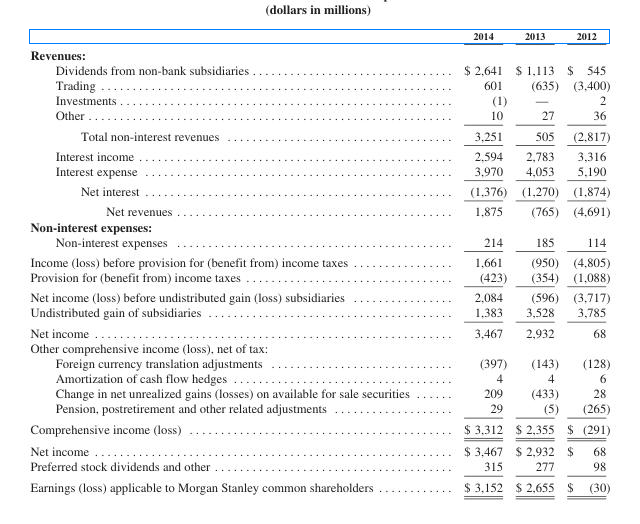 (dollars in millions)
2014 2013 2012
Revenues:
Dividends from non-bank subsidiaries . . . . . . . . . . . . . . . . . . . . . . . . . . . . . . . . $ 2,641 $ 1,113 $ 545
Trading . . . . . . . . . . . . . . . . . . . . . . . . . . . . . . . . . . . . . . . . . . . . . . . . . . . . . . . . 601 (635) (3,400)
Investments . . . . . . . . . . . . . . . . . . . . . . . . . . . . . . . . . . . . . . . . . . . . . . . . . . . . . (1) — 2
Other . . . . . . . . . . . . . . . . . . . . . . . . . . . . . . . . . . . . . . . . . . . . . . . . . . . . . . . . . . 10 27 36
Total non-interest revenues . . . . . . . . . . . . . . . . . . . . . . . . . . . . . . . . . . . . 3,251 505 (2,817)
Interest income . . . . . . . . . . . . . . . . . . . . . . . . . . . . . . . . . . . . . . . . . . . . . . . . . . 2,594 2,783 3,316
Interest expense . . . . . . . . . . . . . . . . . . . . . . . . . . . . . . . . . . . . . . . . . . . . . . . . . 3,970 4,053 5,190
Net interest . . . . . . . . . . . . . . . . . . . . . . . . . . . . . . . . . . . . . . . . . . . . . . . . . (1,376) (1,270) (1,874)
Net revenues . . . . . . . . . . . . . . . . . . . . . . . . . . . . . . . . . . . . . . . . . . . . 1,875 (765) (4,691)
Non-interest expenses:
Non-interest expenses . . . . . . . . . . . . . . . . . . . . . . . . . . . . . . . . . . . . . . . . . . . . 214 185 114
Income (loss) before provision for (benefit from) income taxes . . . . . . . . . . . . . . . . 1,661 (950) (4,805)
Provision for (benefit from) income taxes . . . . . . . . . . . . . . . . . . . . . . . . . . . . . . . . . (423) (354) (1,088)
Net income (loss) before undistributed gain (loss) subsidiaries . . . . . . . . . . . . . . . . 2,084 (596) (3,717)
Undistributed gain of subsidiaries . . . . . . . . . . . . . . . . . . . . . . . . . . . . . . . . . . . . . . . 1,383 3,528 3,785
Net income . . . . . . . . . . . . . . . . . . . . . . . . . . . . . . . . . . . . . . . . . . . . . . . . . . . . . . . . . 3,467 2,932 68
Other comprehensive income (loss), net of tax:
Foreign currency translation adjustments . . . . . . . . . . . . . . . . . . . . . . . . . . . . . (397) (143) (128)
Amortization of cash flow hedges . . . . . . . . . . . . . . . . . . . . . . . . . . . . . . . . . . . 4 4 6
Change in net unrealized gains (losses) on available for sale securities . . . . . . 209 (433) 28
Pension, postretirement and other related adjustments . . . . . . . . . . . . . . . . . . . 29 (5) (265)
Comprehensive income (loss) . . . . . . . . . . . . . . . . . . . . . . . . . . . . . . . . . . . . . . . . . . $ 3,312 $ 2,355 $ (291)
Net income . . . . . . . . . . . . . . . . . . . . . . . . . . . . . . . . . . . . . . . . . . . . . . . . . . . . . . . . . $ 3,467 $ 2,932 $ 68
Preferred stock dividends and other . . . . . . . . . . . . . . . . . . . . . . . . . . . . . . . . . . . . . . 315 277 98
Earnings (loss) applicable to Morgan Stanley common shareholders . . . . . . . . . . . . $ 3,152 $ 2,655 $ (30)